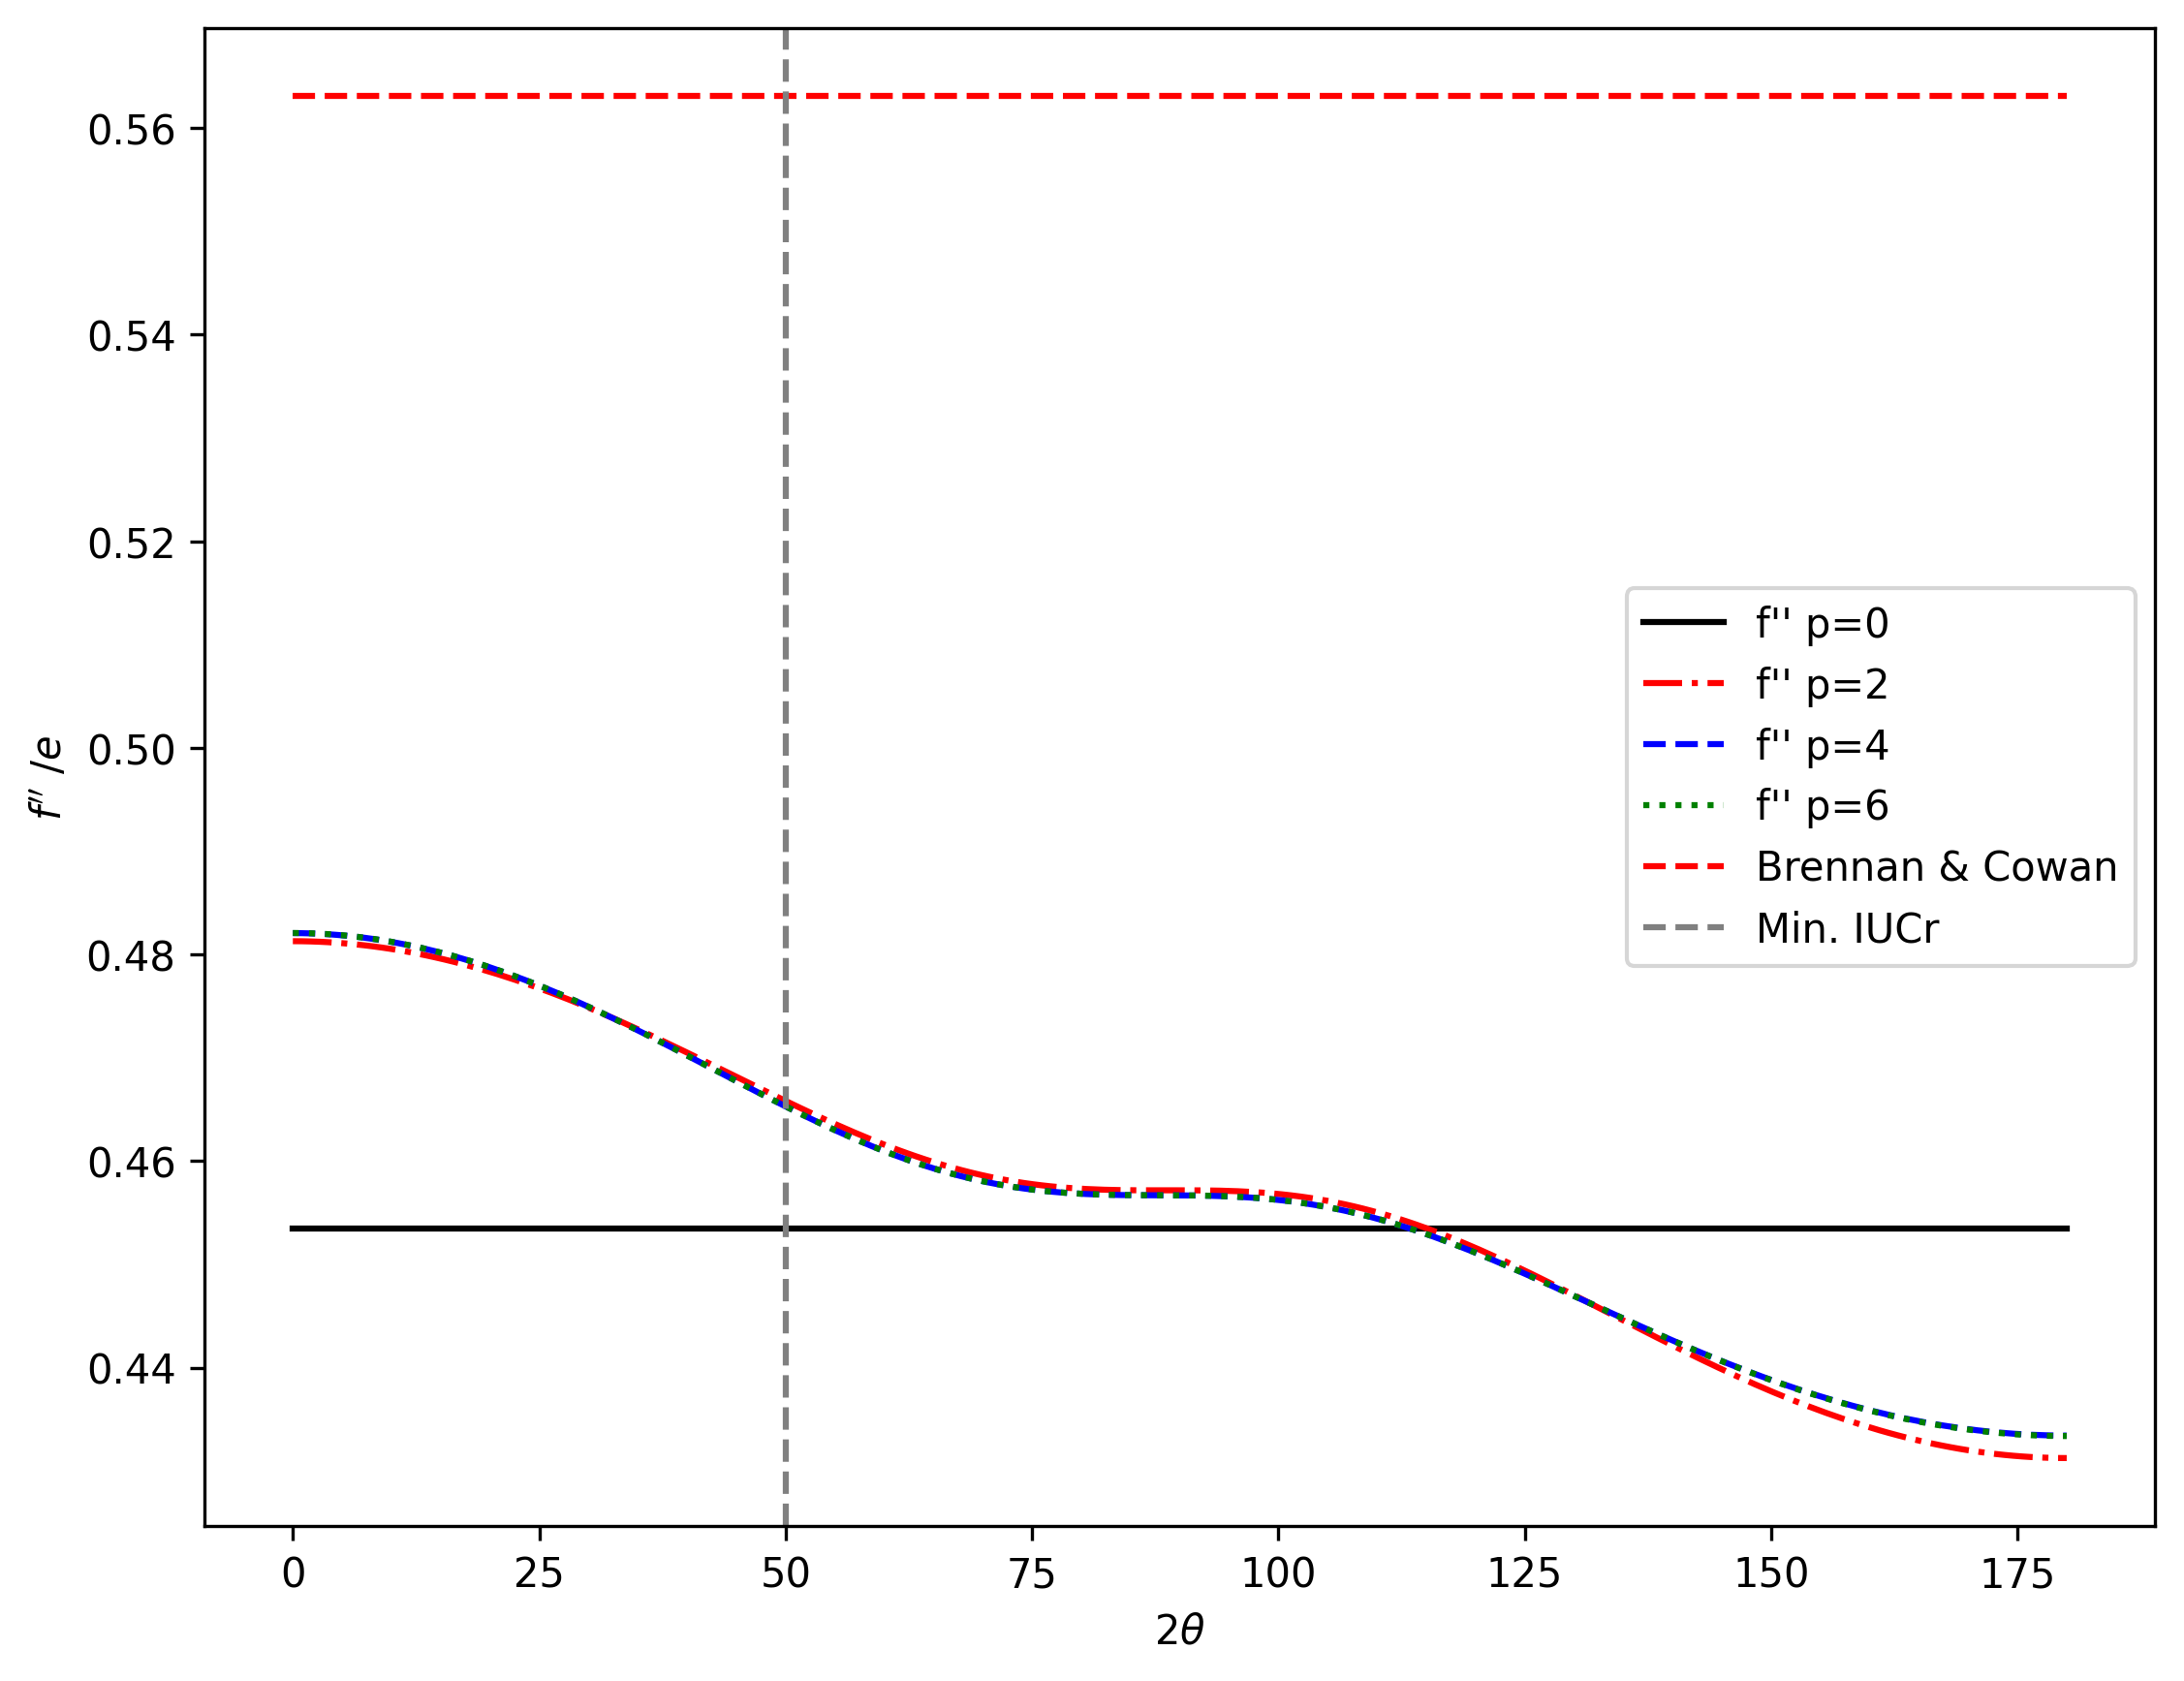 0.56
0.54
0.52
0.50
0.48
0.46
0.44
f'' /e
f'' p=0
f'' p=2
f'' p=4
f'' p=6
Brennan & Cowan
Min. IUCr
0 25 50 75 100 125 150 175
2θ